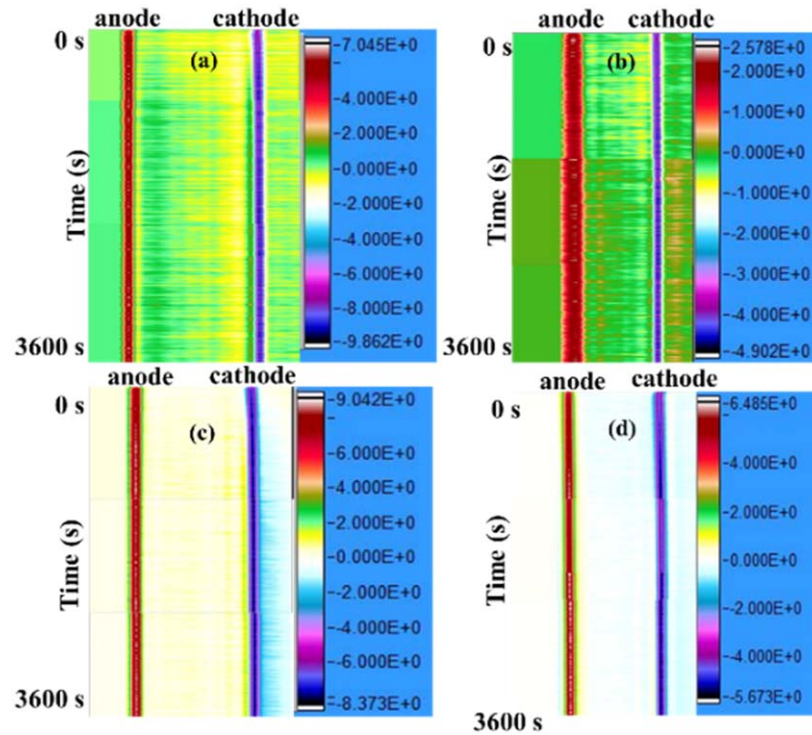 anode cathode
0 s
(a)
Time (s)
3600 s
-7.045E+0
-4.000E+0
-2.000E+0
-0.000E+0
--2.000E+0
--4.000E+0
--6.000E+0
--8.000E+0
--9.862E+0
anode cathode
0 s
(b)
Time (s)
3600 s
-2.578E+0
-2.000E+0
-1.000E+0
-0.000E+0
--1.000E+0
--2.000E+0
--3.000E+0
--4.000E+0
--4.902E+0
anode cathode
0 s
(c)
Time (s)
3600 s
-9.042E+0
-6.000E+0
-4.000E+0
-2.000E+0
-0.000E+0
--2.000E+0
--4.000E+0
--6.000E+0
--8.373E+0
anode cathode
0 s
(d)
Time (s)
3600 s
-6.485E+0
-4.000E+0
-2.000E+0
-0.000E+0
--2.000E+0
--4.000E+0
--5.673E+0